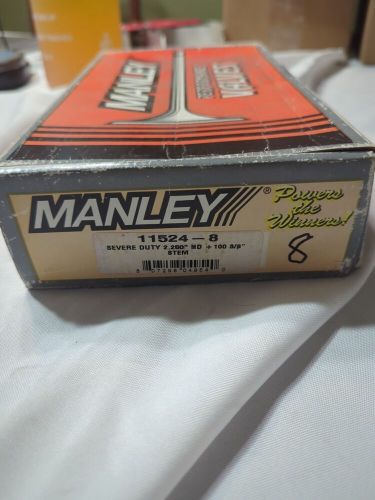 MANLEY
PERFORMANCE
VALVES
MANLEY®
Powers
the
Winners!
11524-8
SEVERE DUTY 2.200" HD +100 3/8"
STEM
8